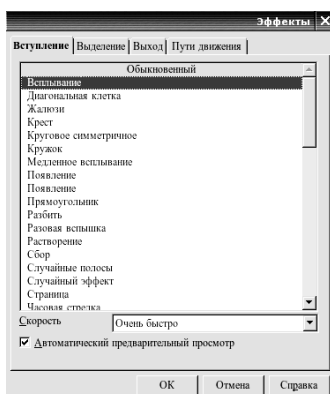 Эффекты
Вступление Выделение Выход Пути движения
Обыкновенный
Всплывание
Диагональная клетка
Жалюзи
Крест
Круговое симметричное
Кружок
Медленное всплывание
Появление
Появление
Прямоугольник
Разбить
Разовая вспышка
Растворение
Сбор
Случайные полосы
Случайный эффект
Страница
Часовая стрелка
Скорость Очень быстро
Автоматический предварительный просмотр
OK Отмена Справка